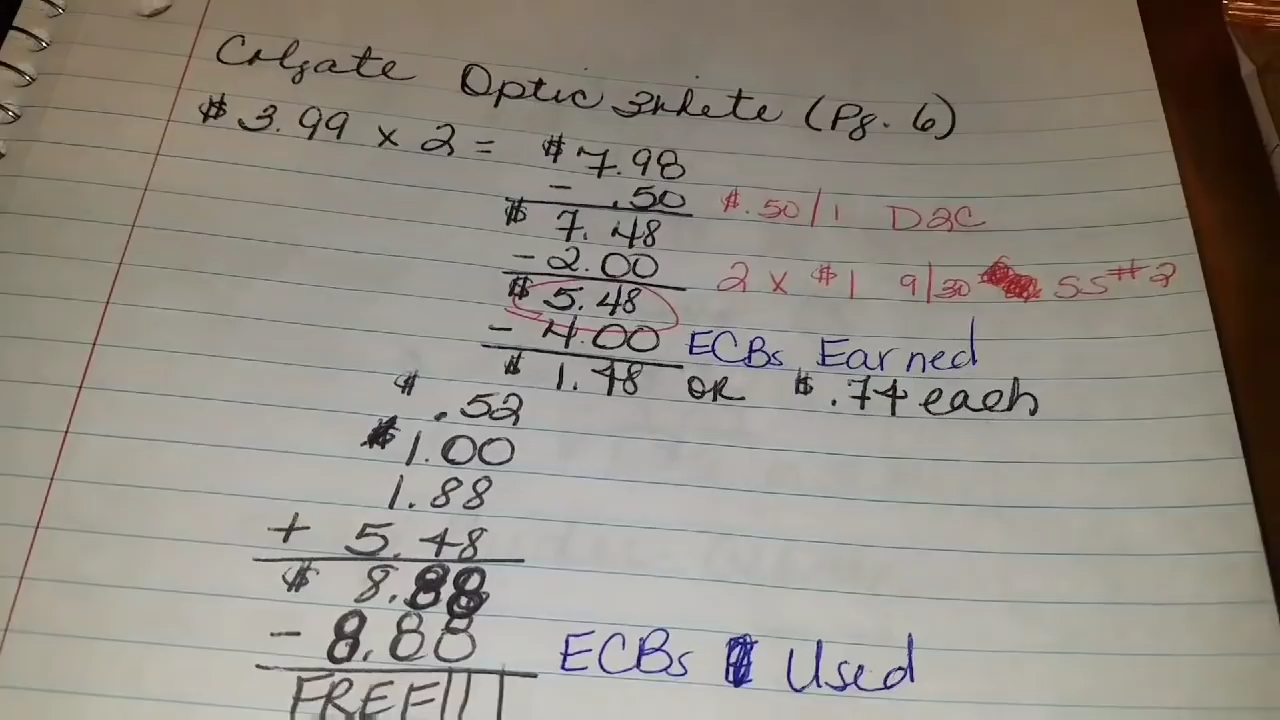 Colgate Optic White (Pg. 6)
$3.99 x 2 = $7.98
- .50 $.50/1 D2C
$ 7.48
- 2.00 2 x $1 9/30 SS#2
$ 5.48
- 4.00 ECBs Earned
$ 1.48 OR $.74 each
$ .52
$1.00
1.88
+ 5.48
$ 8.88
- 8.88 ECBs Used
FREE!!!